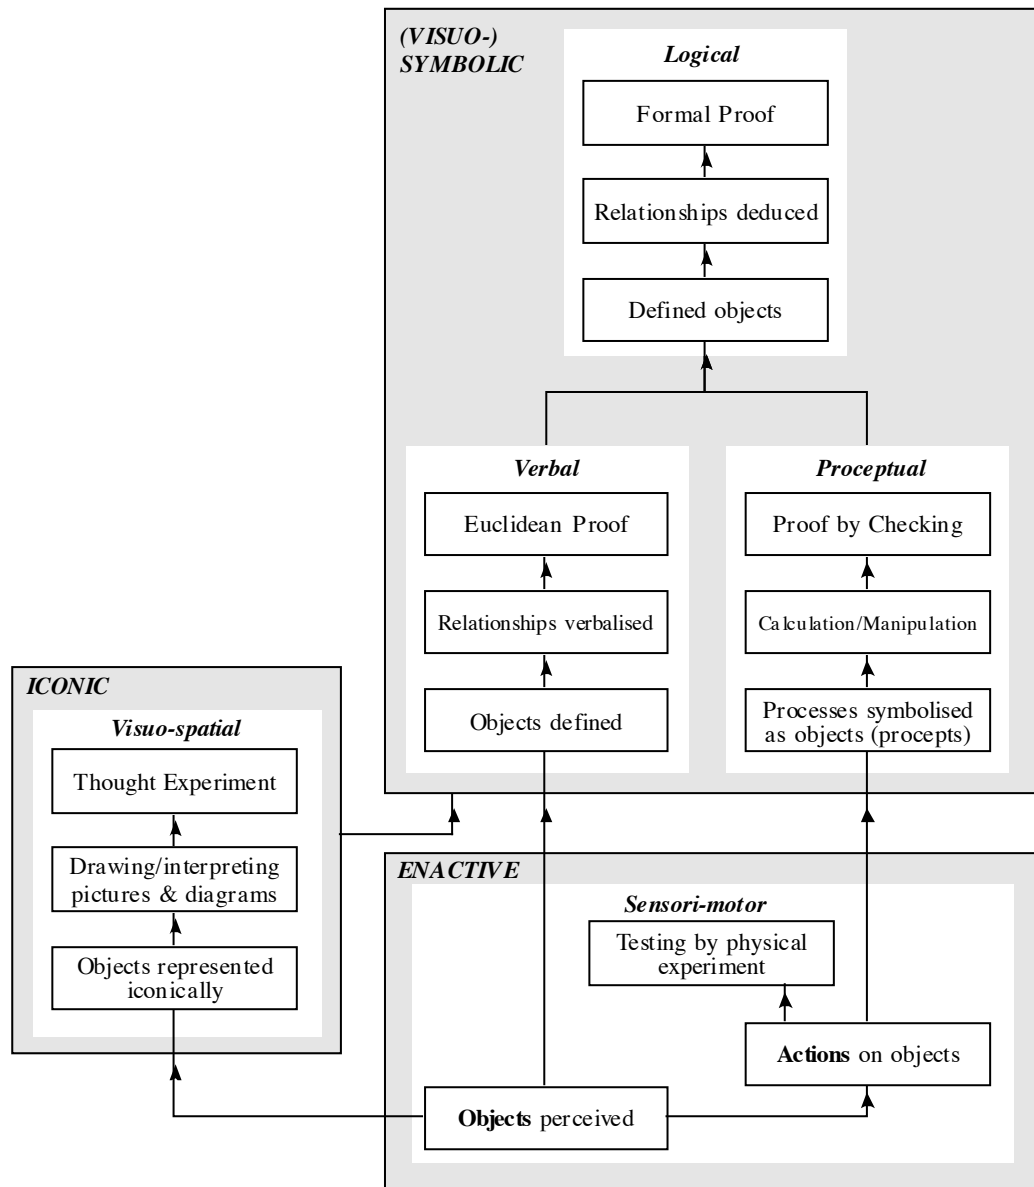 (VISUO-)
SYMBOLIC
Logical
Formal Proof
Relationships deduced
Defined objects
Verbal
Euclidean Proof
Relationships verbalised
Objects defined
Proceptual
Proof by Checking
Calculation/Manipulation
Processes symbolised
as objects (procepts)
ICONIC
Visuo-spatial
Thought Experiment
Drawing/interpreting
pictures & diagrams
Objects represented
iconically
ENACTIVE
Sensori-motor
Testing by physical
experiment
Actions on objects
Objects perceived